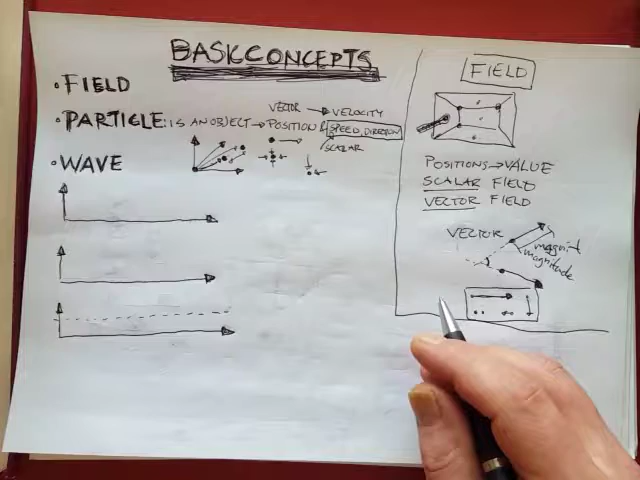 BASIC CONCEPTS
• FIELD
VECTOR → VELOCITY
• PARTICLE: IS AN OBJECT → POSITION & SPEED, DIRECTION
SCALAR
• WAVE
FIELD
POSITIONS → VALUE
SCALAR FIELD
VECTOR FIELD
VECTOR
magnit
magnitude